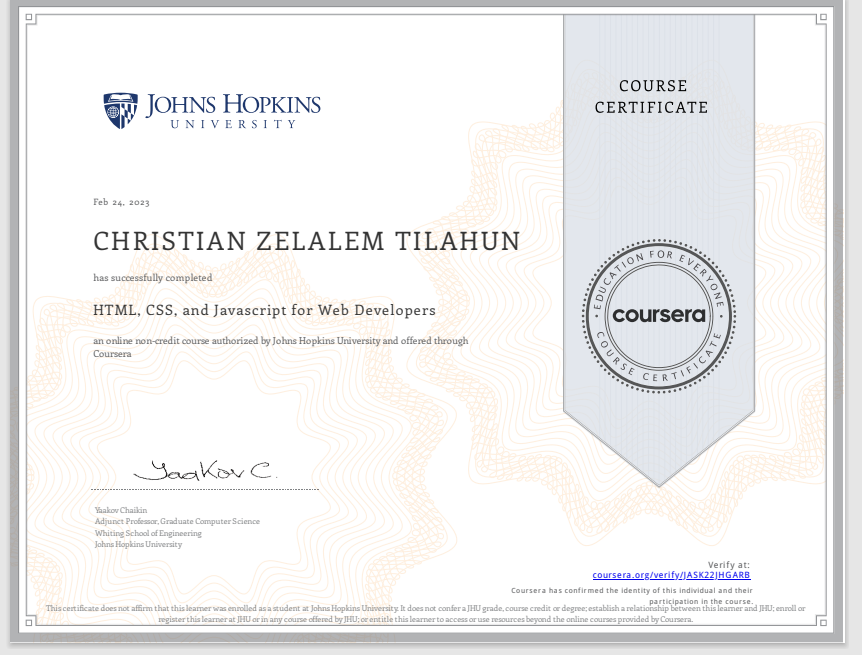 JOHNS HOPKINS
UNIVERSITY
COURSE
CERTIFICATE
Feb 24, 2023
CHRISTIAN ZELALEM TILAHUN
has successfully completed
HTML, CSS, and Javascript for Web Developers
an online non-credit course authorized by Johns Hopkins University and offered through
Coursera
EDUCATION FOR EVERYONE
coursera
COURSE CERTIFICATE
Yaakov C.
Yaakov Chaikin
Adjunct Professor, Graduate Computer Science
Whiting School of Engineering
Johns Hopkins University
Verify at:
coursera.org/verify/JASK22JHGARB
Coursera has confirmed the identity of this individual and their
participation in the course.
This certificate does not affirm that this learner was enrolled as a student at Johns Hopkins University. It does not confer a JHU grade, course credit or degree; establish a relationship between this learner and JHU; enroll or
register this learner at JHU or in any course offered by JHU; or entitle this learner to access or use resources beyond the online courses provided by Coursera.